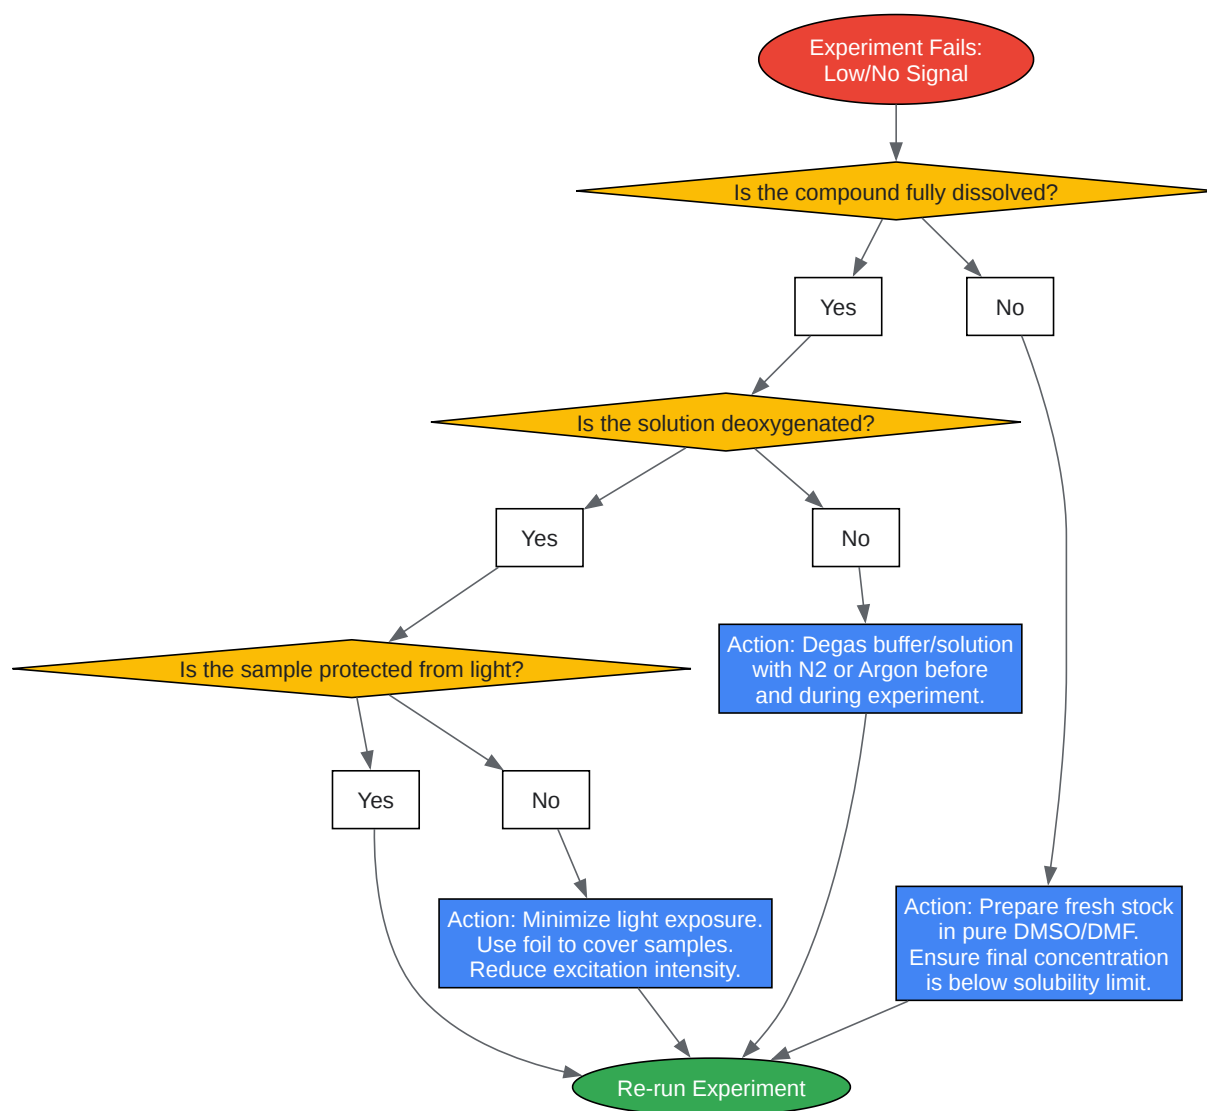 Experiment Fails:
Low/No Signal
Is the compound fully dissolved?
Yes
No
Is the solution deoxygenated?
Yes
No
Action: Degas buffer/solution
with N2 or Argon before
and during experiment.
Is the sample protected from light?
Yes
No
Action: Minimize light exposure.
Use foil to cover samples.
Reduce excitation intensity.
Action: Prepare fresh stock
in pure DMSO/DMF.
Ensure final concentration
is below solubility limit.
Re-run Experiment